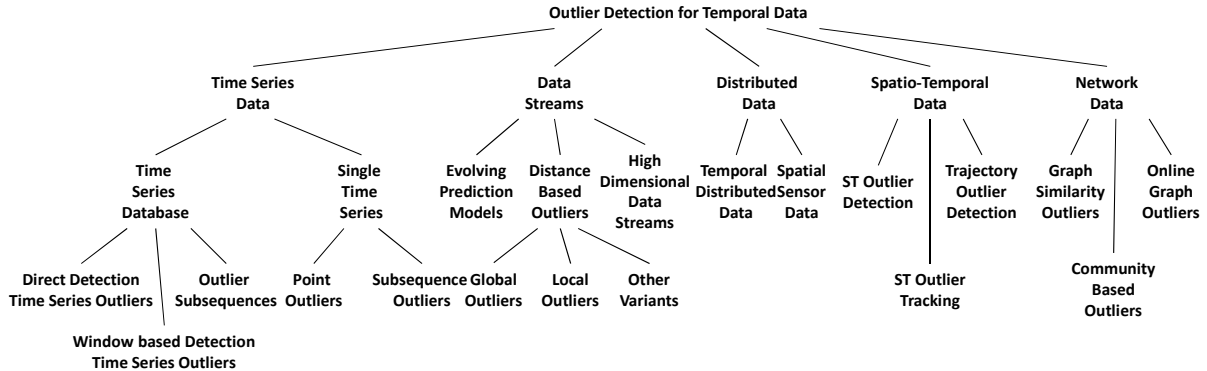 Outlier Detection for Temporal Data
Time Series
Data
Data
Streams
Distributed
Data
Spatio-Temporal
Data
Network
Data
Time
Series
Database
Single
Time
Series
Evolving
Prediction
Models
Distance
Based
Outliers
High
Dimensional
Data
Streams
Temporal
Distributed
Data
Spatial
Sensor
Data
ST Outlier
Detection
Trajectory
Outlier
Detection
Graph
Similarity
Outliers
Online
Graph
Outliers
Direct Detection
Time Series Outliers
Outlier
Subsequences
Point
Outliers
Subsequence
Outliers
Global
Outliers
Local
Outliers
Other
Variants
ST Outlier
Tracking
Community
Based
Outliers
Window based Detection
Time Series Outliers